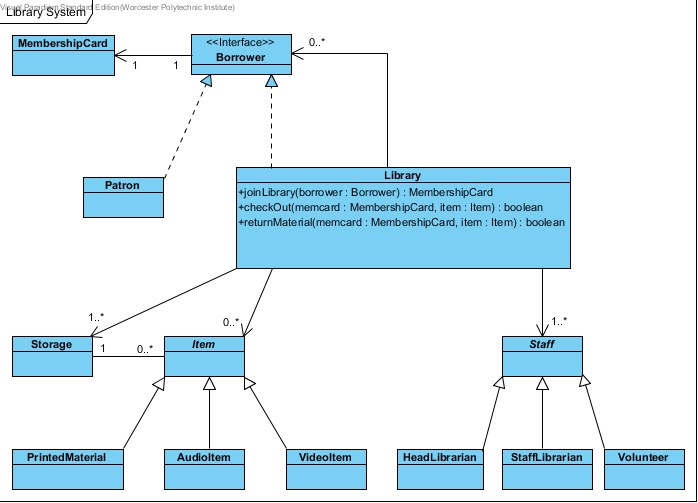 Visual Paradigm Standard Edition(Worcester Polytechnic Institute)
Library System
MembershipCard
<<Interface>>
Borrower
0..*
1
1
Patron
Library
+joinLibrary(borrower : Borrower) : MembershipCard
+checkOut(memcard : MembershipCard, item : Item) : boolean
+returnMaterial(memcard : MembershipCard, item : Item) : boolean
1..*
0..*
1..*
Storage
1
0..*
Item
Staff
PrintedMaterial
AudioItem
VideoItem
HeadLibrarian
StaffLibrarian
Volunteer